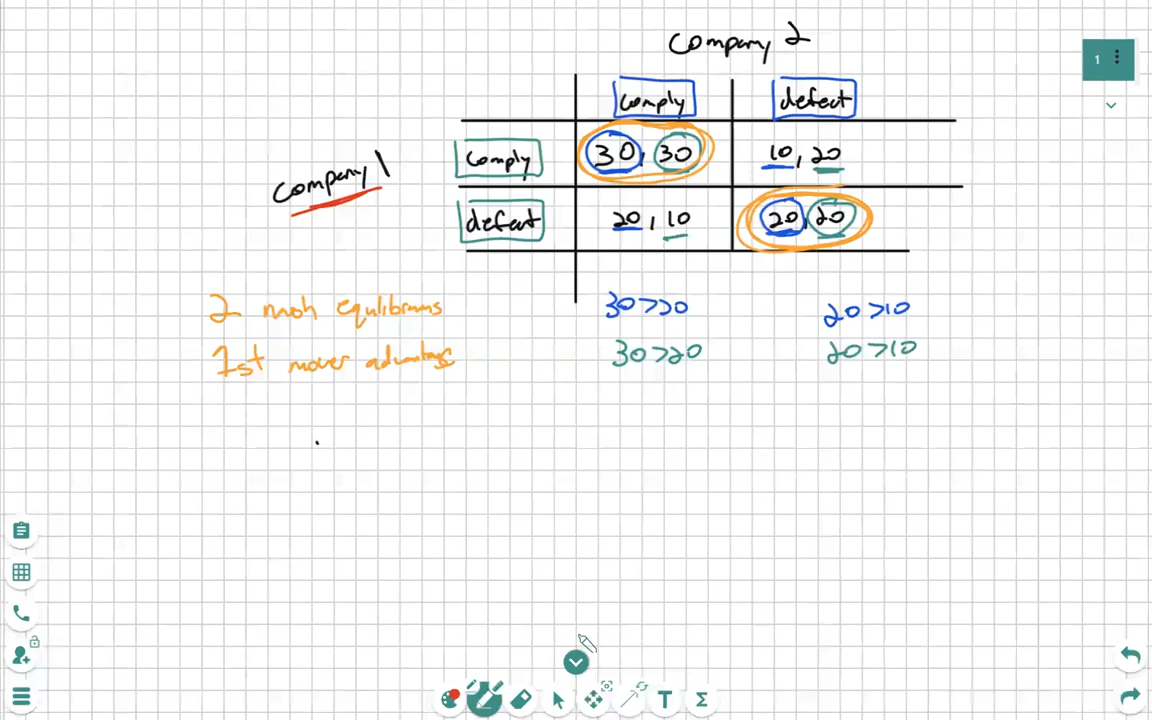 Company 2
comply defect
comply 30, 30 10, 20
Company 1
defect 20, 10 20, 20
2 nash equlibriums 30>20 20>10
1st mover advantage 30>20 20>10
1
T Σ